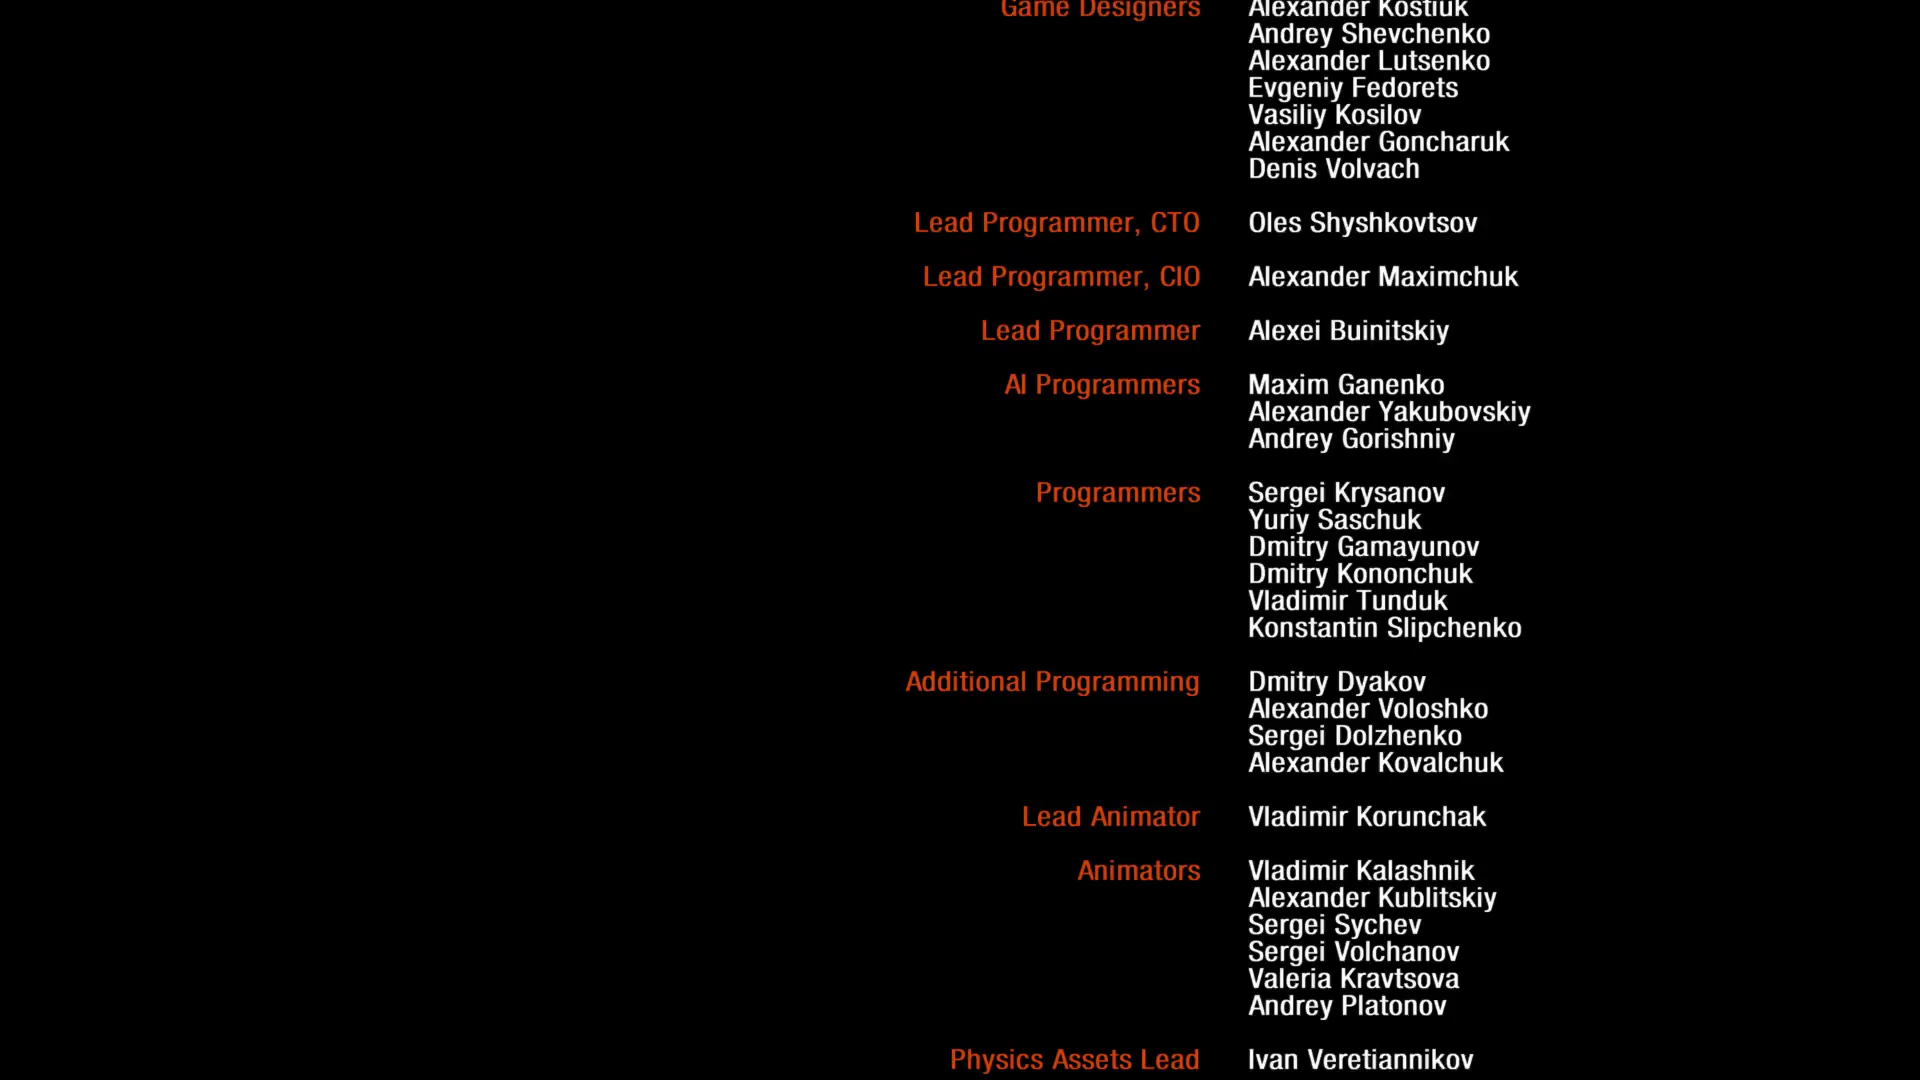 Game Designers Alexander Kostiuk
Andrey Shevchenko
Alexander Lutsenko
Evgeniy Fedorets
Vasiliy Kosilov
Alexander Goncharuk
Denis Volvach
Lead Programmer, CTO Oles Shyshkovtsov
Lead Programmer, CIO Alexander Maximchuk
Lead Programmer Alexei Buinitskiy
AI Programmers Maxim Ganenko
Alexander Yakubovskiy
Andrey Gorishniy
Programmers Sergei Krysanov
Yuriy Saschuk
Dmitry Gamayunov
Dmitry Kononchuk
Vladimir Tunduk
Konstantin Slipchenko
Additional Programming Dmitry Dyakov
Alexander Voloshko
Sergei Dolzhenko
Alexander Kovalchuk
Lead Animator Vladimir Korunchak
Animators Vladimir Kalashnik
Alexander Kublitskiy
Sergei Sychev
Sergei Volchanov
Valeria Kravtsova
Andrey Platonov
Physics Assets Lead Ivan Veretiannikov